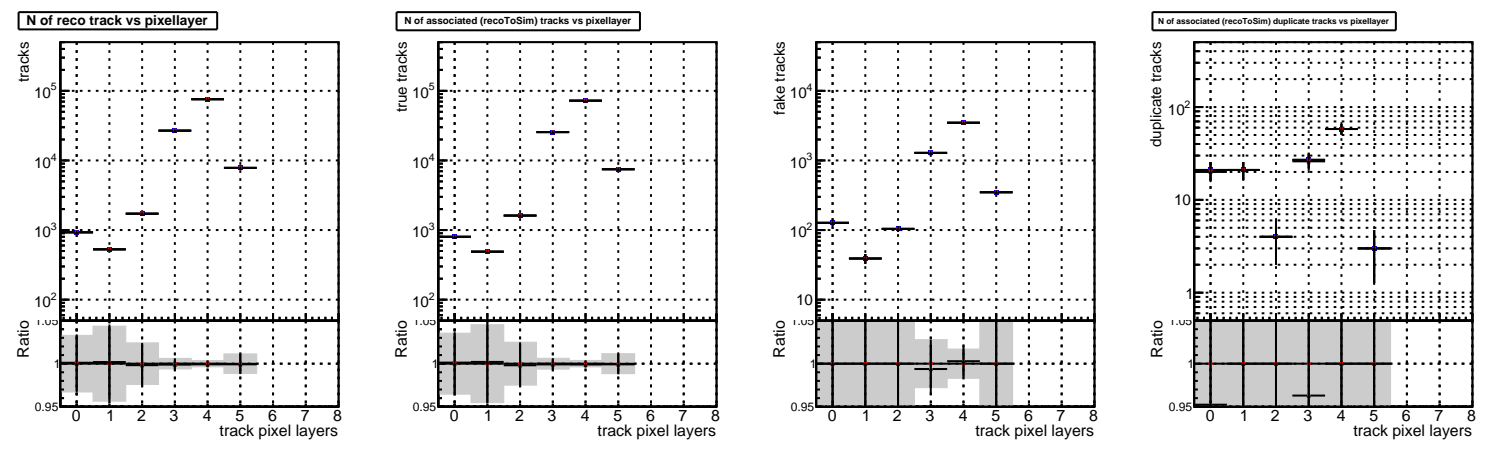 N of reco track vs pixellayer
tracks
10^5
10^4
10^3
10^2
Ratio
1.05
1
0.95
0 1 2 3 4 5 6 7 8
track pixel layers
N of associated (recoToSim) tracks vs pixellayer
true tracks
10^5
10^4
10^3
10^2
Ratio
1.05
1
0.95
0 1 2 3 4 5 6 7 8
track pixel layers
fake tracks
10^4
10^3
10^2
10
Ratio
1.05
1
0.95
0 1 2 3 4 5 6 7 8
track pixel layers
N of associated (recoToSim) duplicate tracks vs pixellayer
duplicate tracks
10^2
10
1
Ratio
1.05
1
0.95
0 1 2 3 4 5 6 7 8
track pixel layers